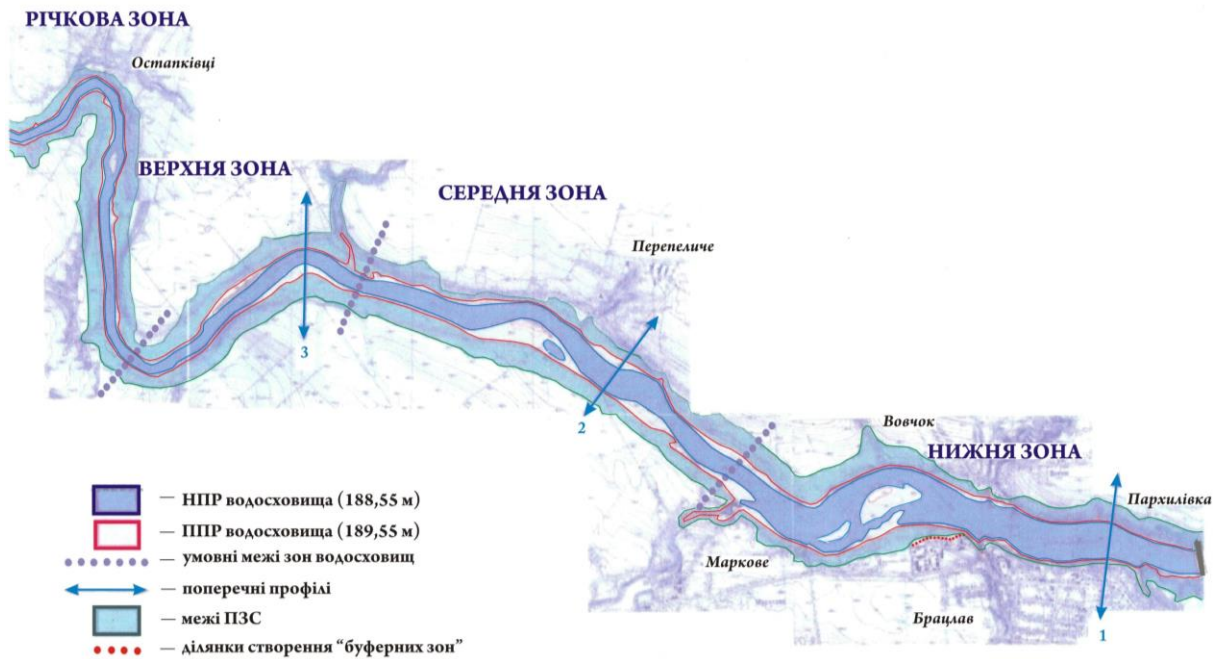 РІЧКОВА ЗОНА
Остапківці
ВЕРХНЯ ЗОНА
СЕРЕДНЯ ЗОНА
Перепеличе
3
2
Вовчок
НИЖНЯ ЗОНА
Пархилівка
Маркове
Брацлав
1
— НПР водосховища (188,55 м)
— ППР водосховища (189,55 м)
— умовні межі зон водосховищ
— поперечні профілі
— межі ПЗС
— ділянки створення “буферних зон”